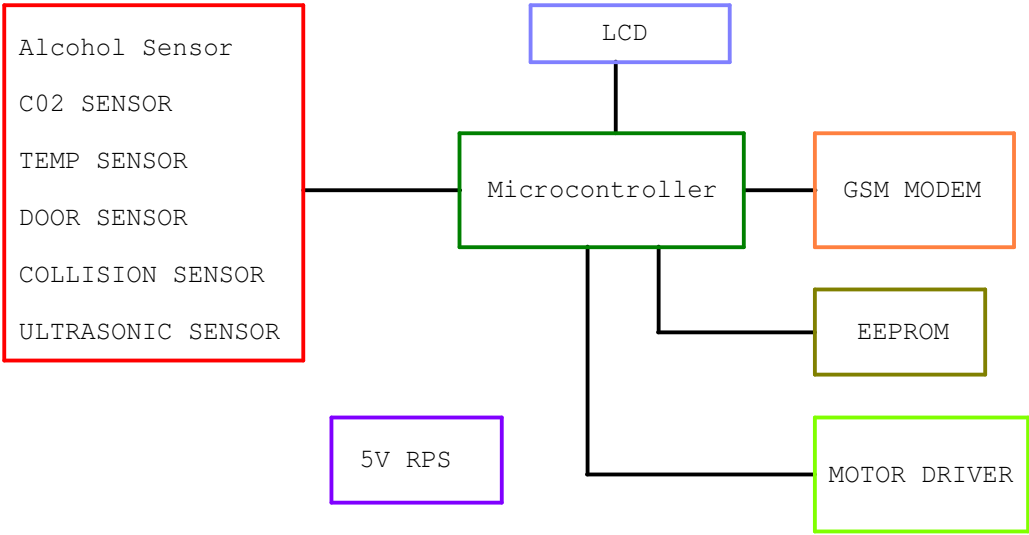 Alcohol Sensor
C02 SENSOR
TEMP SENSOR
DOOR SENSOR
COLLISION SENSOR
ULTRASONIC SENSOR
LCD
Microcontroller
GSM MODEM
EEPROM
5V RPS
MOTOR DRIVER